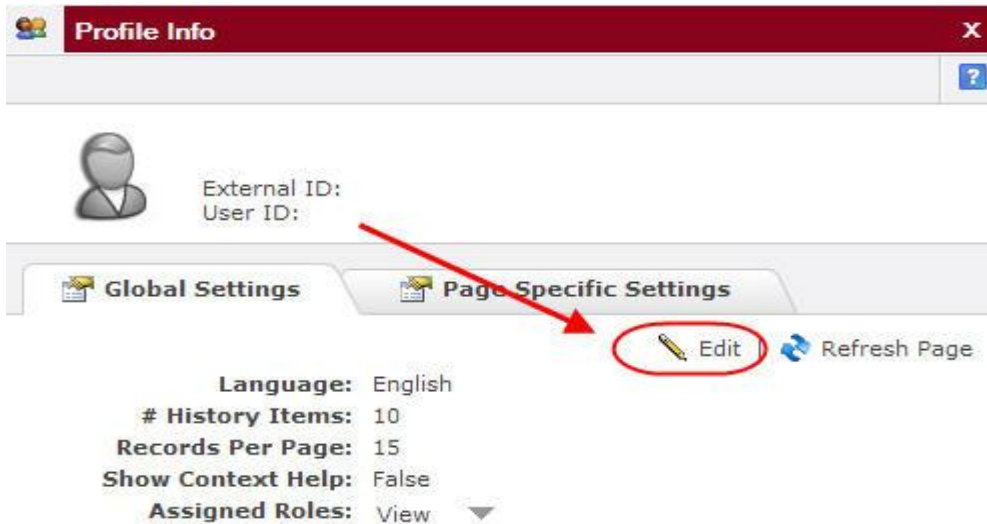 Profile Info X
?
External ID:
User ID:
Global Settings Page Specific Settings
Edit | Refresh Page
Language: English
# History Items: 10
Records Per Page: 15
Show Context Help: False
Assigned Roles: View